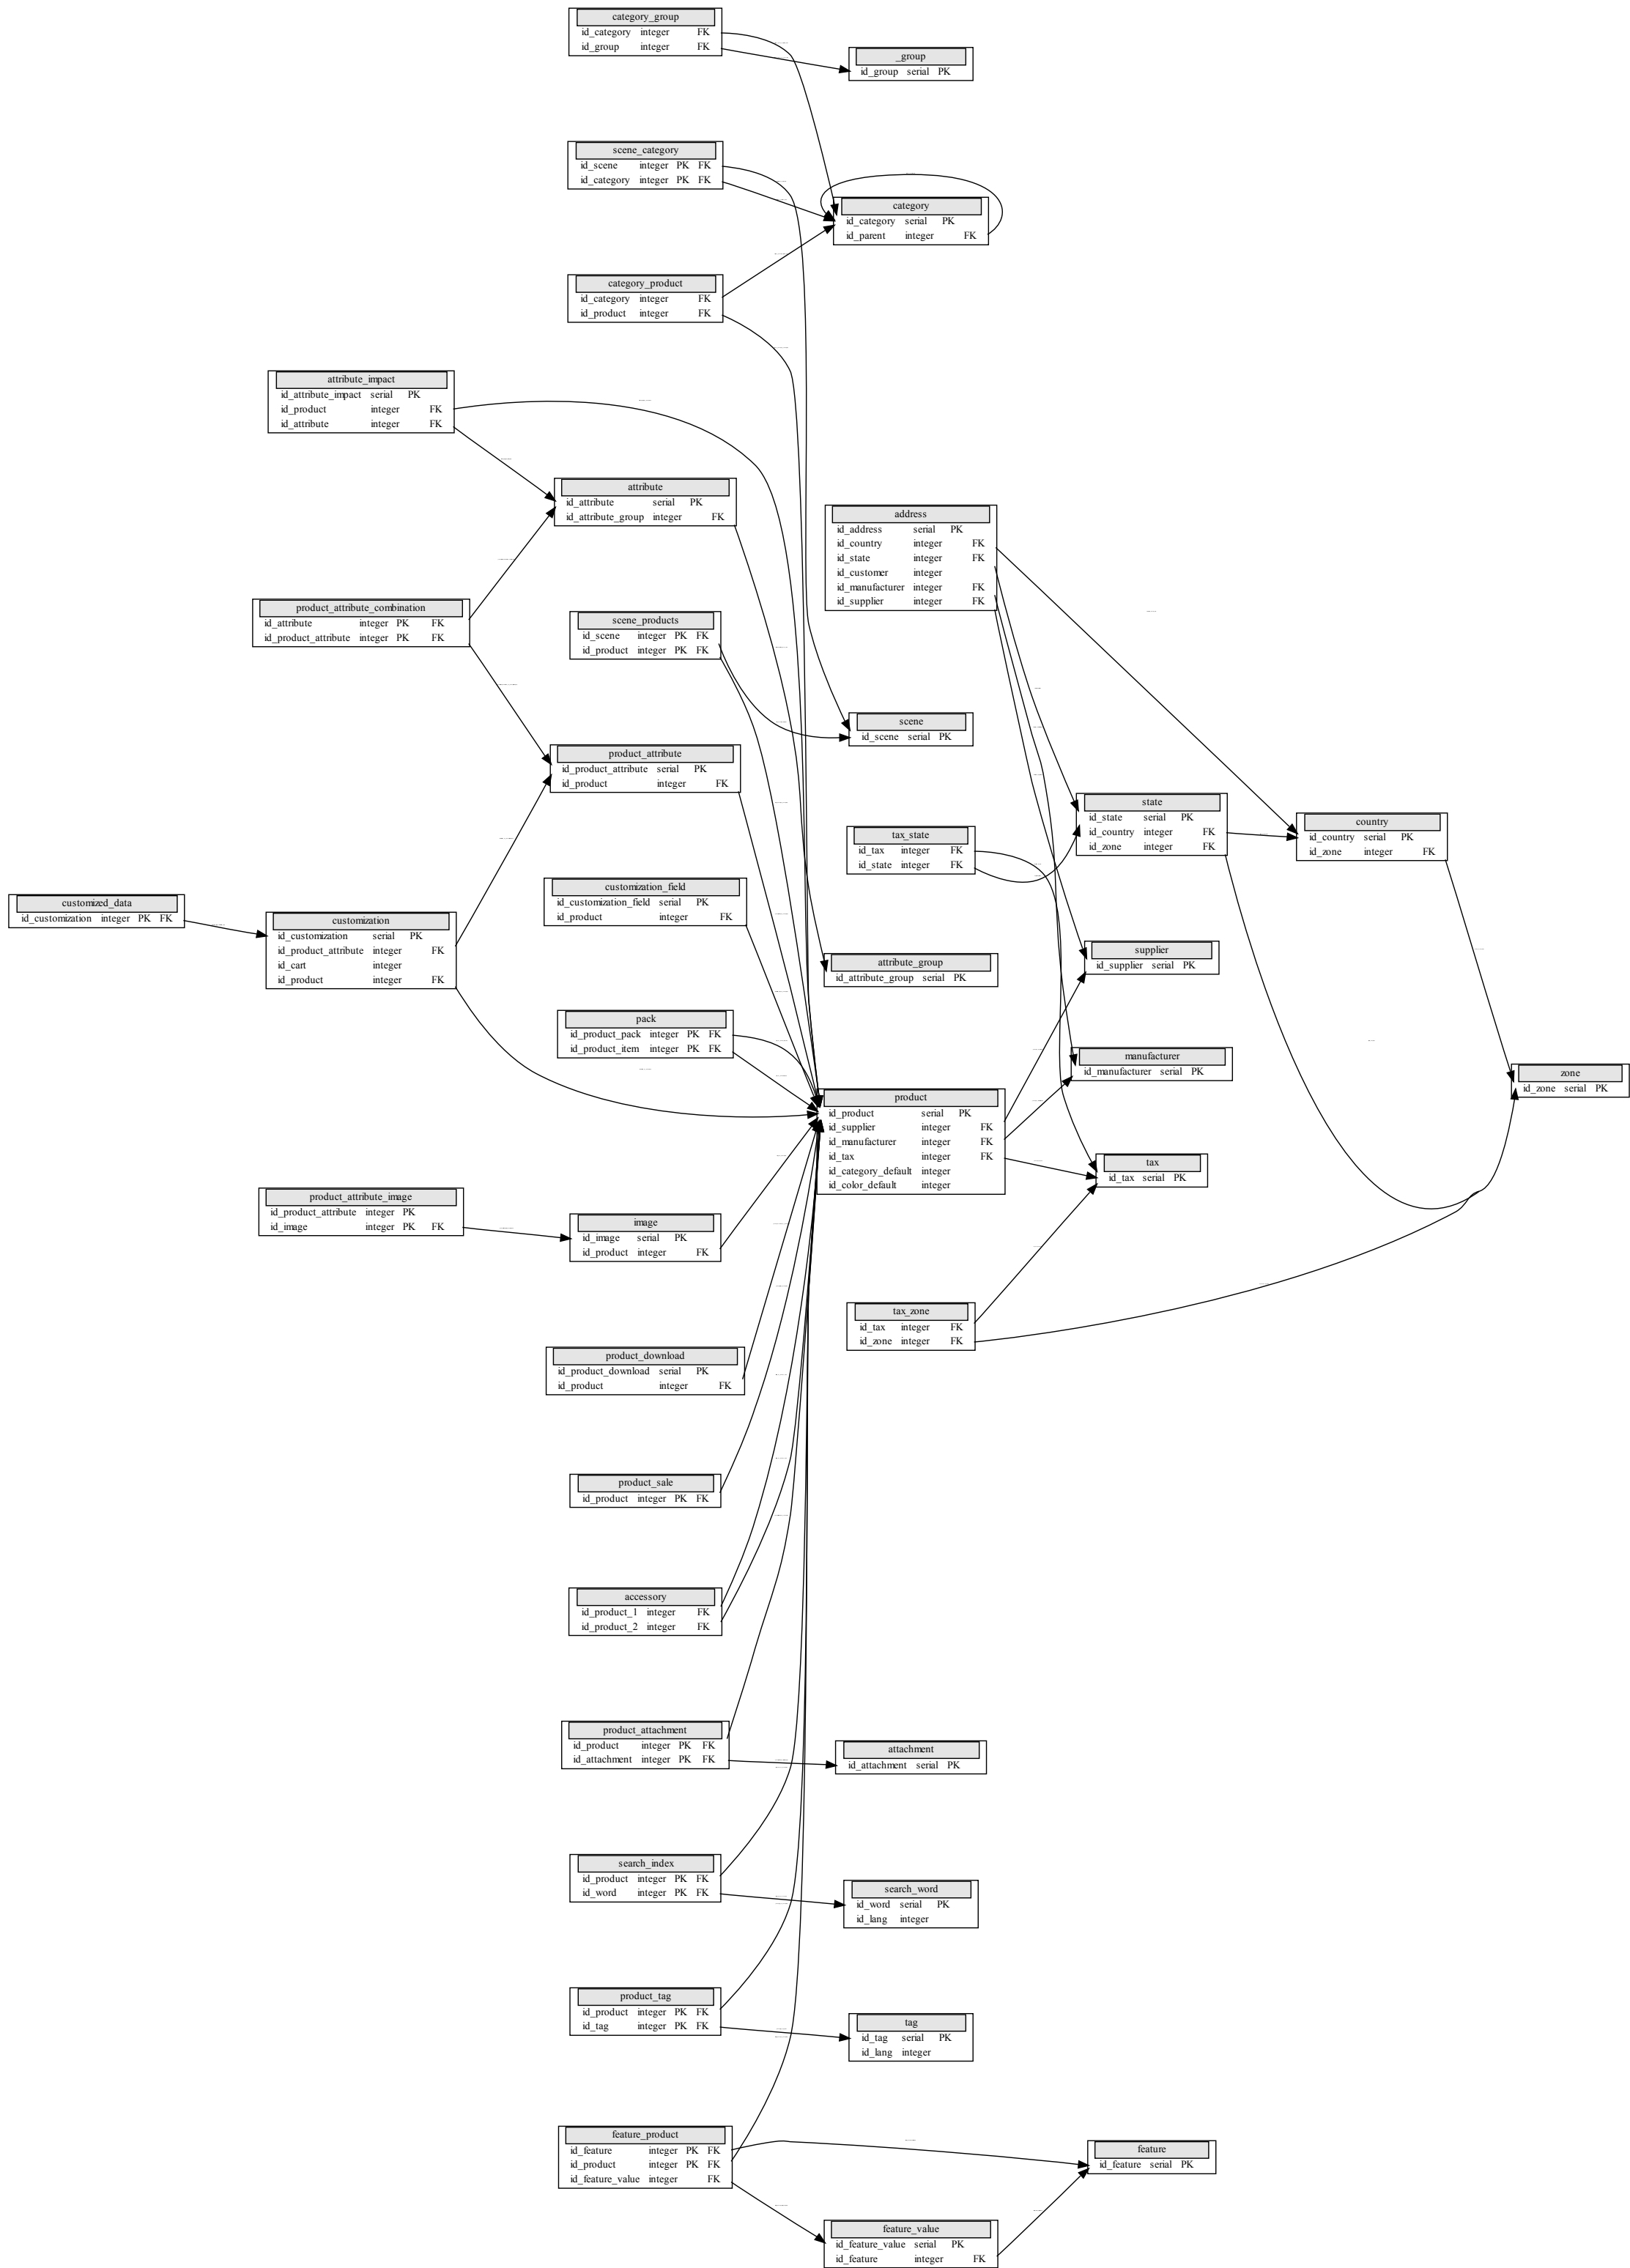 category_group
id_category integer FK
id_group integer FK
_group
id_group serial PK
scene_category
id_scene integer PK FK
id_category integer PK FK
category
id_category serial PK
id_parent integer FK
category_product
id_category integer FK
id_product integer FK
attribute_impact
id_attribute_impact serial PK
id_product integer FK
id_attribute integer FK
attribute
id_attribute serial PK
id_attribute_group integer FK
address
id_address serial PK
id_country integer FK
id_state integer FK
id_customer integer
id_manufacturer integer FK
id_supplier integer FK
product_attribute_combination
id_attribute integer PK FK
id_product_attribute integer PK FK
scene_products
id_scene integer PK FK
id_product integer PK FK
scene
id_scene serial PK
product_attribute
id_product_attribute serial PK
id_product integer FK
state
id_state serial PK
id_country integer FK
id_zone integer FK
country
id_country serial PK
id_zone integer FK
tax_state
id_tax integer FK
id_state integer FK
customization_field
id_customization_field serial PK
id_product integer FK
customized_data
id_customization integer PK FK
customization
id_customization serial PK
id_product_attribute integer FK
id_cart integer
id_product integer FK
supplier
id_supplier serial PK
attribute_group
id_attribute_group serial PK
pack
id_product_pack integer PK FK
id_product_item integer PK FK
manufacturer
id_manufacturer serial PK
zone
id_zone serial PK
product
id_product serial PK
id_supplier integer FK
id_manufacturer integer FK
id_tax integer FK
id_category_default integer
id_color_default integer
tax
id_tax serial PK
product_attribute_image
id_product_attribute integer PK
id_image integer PK FK
image
id_image serial PK
id_product integer FK
tax_zone
id_tax integer FK
id_zone integer FK
product_download
id_product_download serial PK
id_product integer FK
product_sale
id_product integer PK FK
accessory
id_product_1 integer FK
id_product_2 integer FK
product_attachment
id_product integer PK FK
id_attachment integer PK FK
attachment
id_attachment serial PK
search_index
id_product integer PK FK
id_word integer PK FK
search_word
id_word serial PK
id_lang integer
product_tag
id_product integer PK FK
id_tag integer PK FK
tag
id_tag serial PK
id_lang integer
feature_product
id_feature integer PK FK
id_product integer PK FK
id_feature_value integer FK
feature
id_feature serial PK
feature_value
id_feature_value serial PK
id_feature integer FK